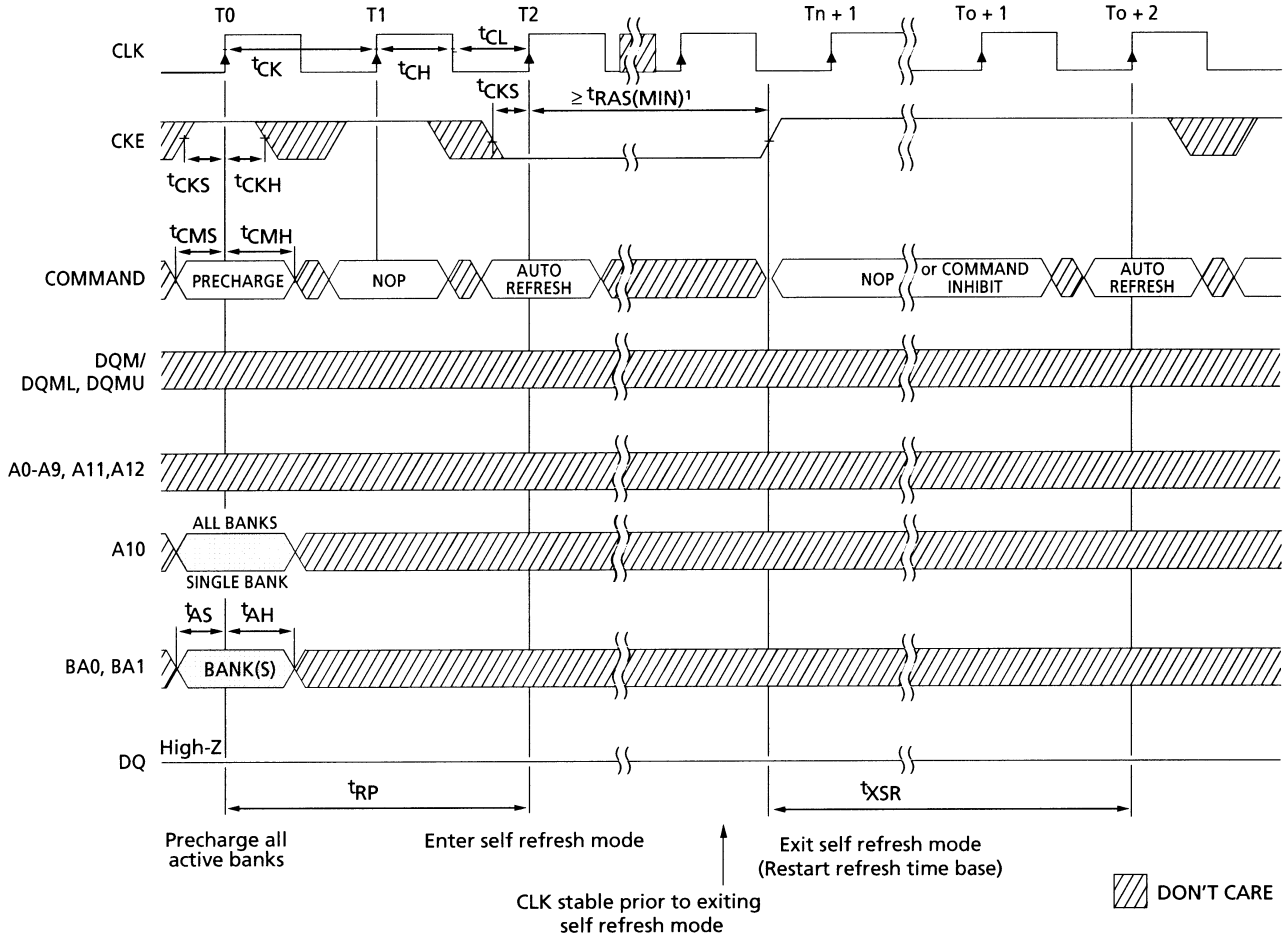 T0 T1 T2 Tn + 1 To + 1 To + 2
CLK
tCK tCH tCL
tCKS ≥ tRAS(MIN)¹
CKE
tCKS tCKH
tCMS tCMH
COMMAND PRECHARGE NOP AUTO REFRESH NOP or COMMAND INHIBIT AUTO REFRESH
DQM/
DQML, DQMU
A0-A9, A11,A12
ALL BANKS
A10
SINGLE BANK
tAS tAH
BA0, BA1 BANK(S)
High-Z
DQ
tRP tXSR
Precharge all
active banks
Enter self refresh mode
Exit self refresh mode
(Restart refresh time base)
CLK stable prior to exiting
self refresh mode
DON'T CARE